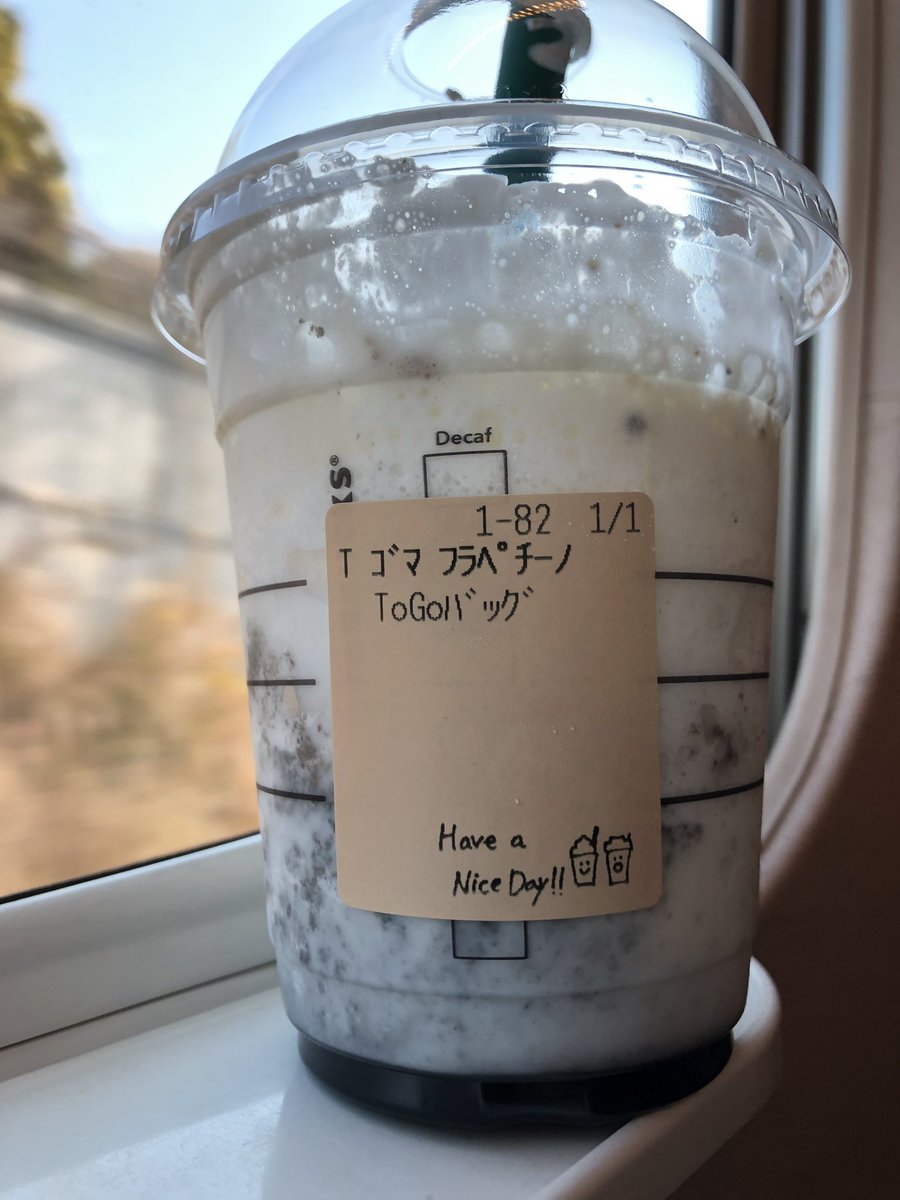 Decaf
KS®
1-82 1/1
T ゴマ フラペチーノ
ToGoバッグ
Have a
Nice Day!!